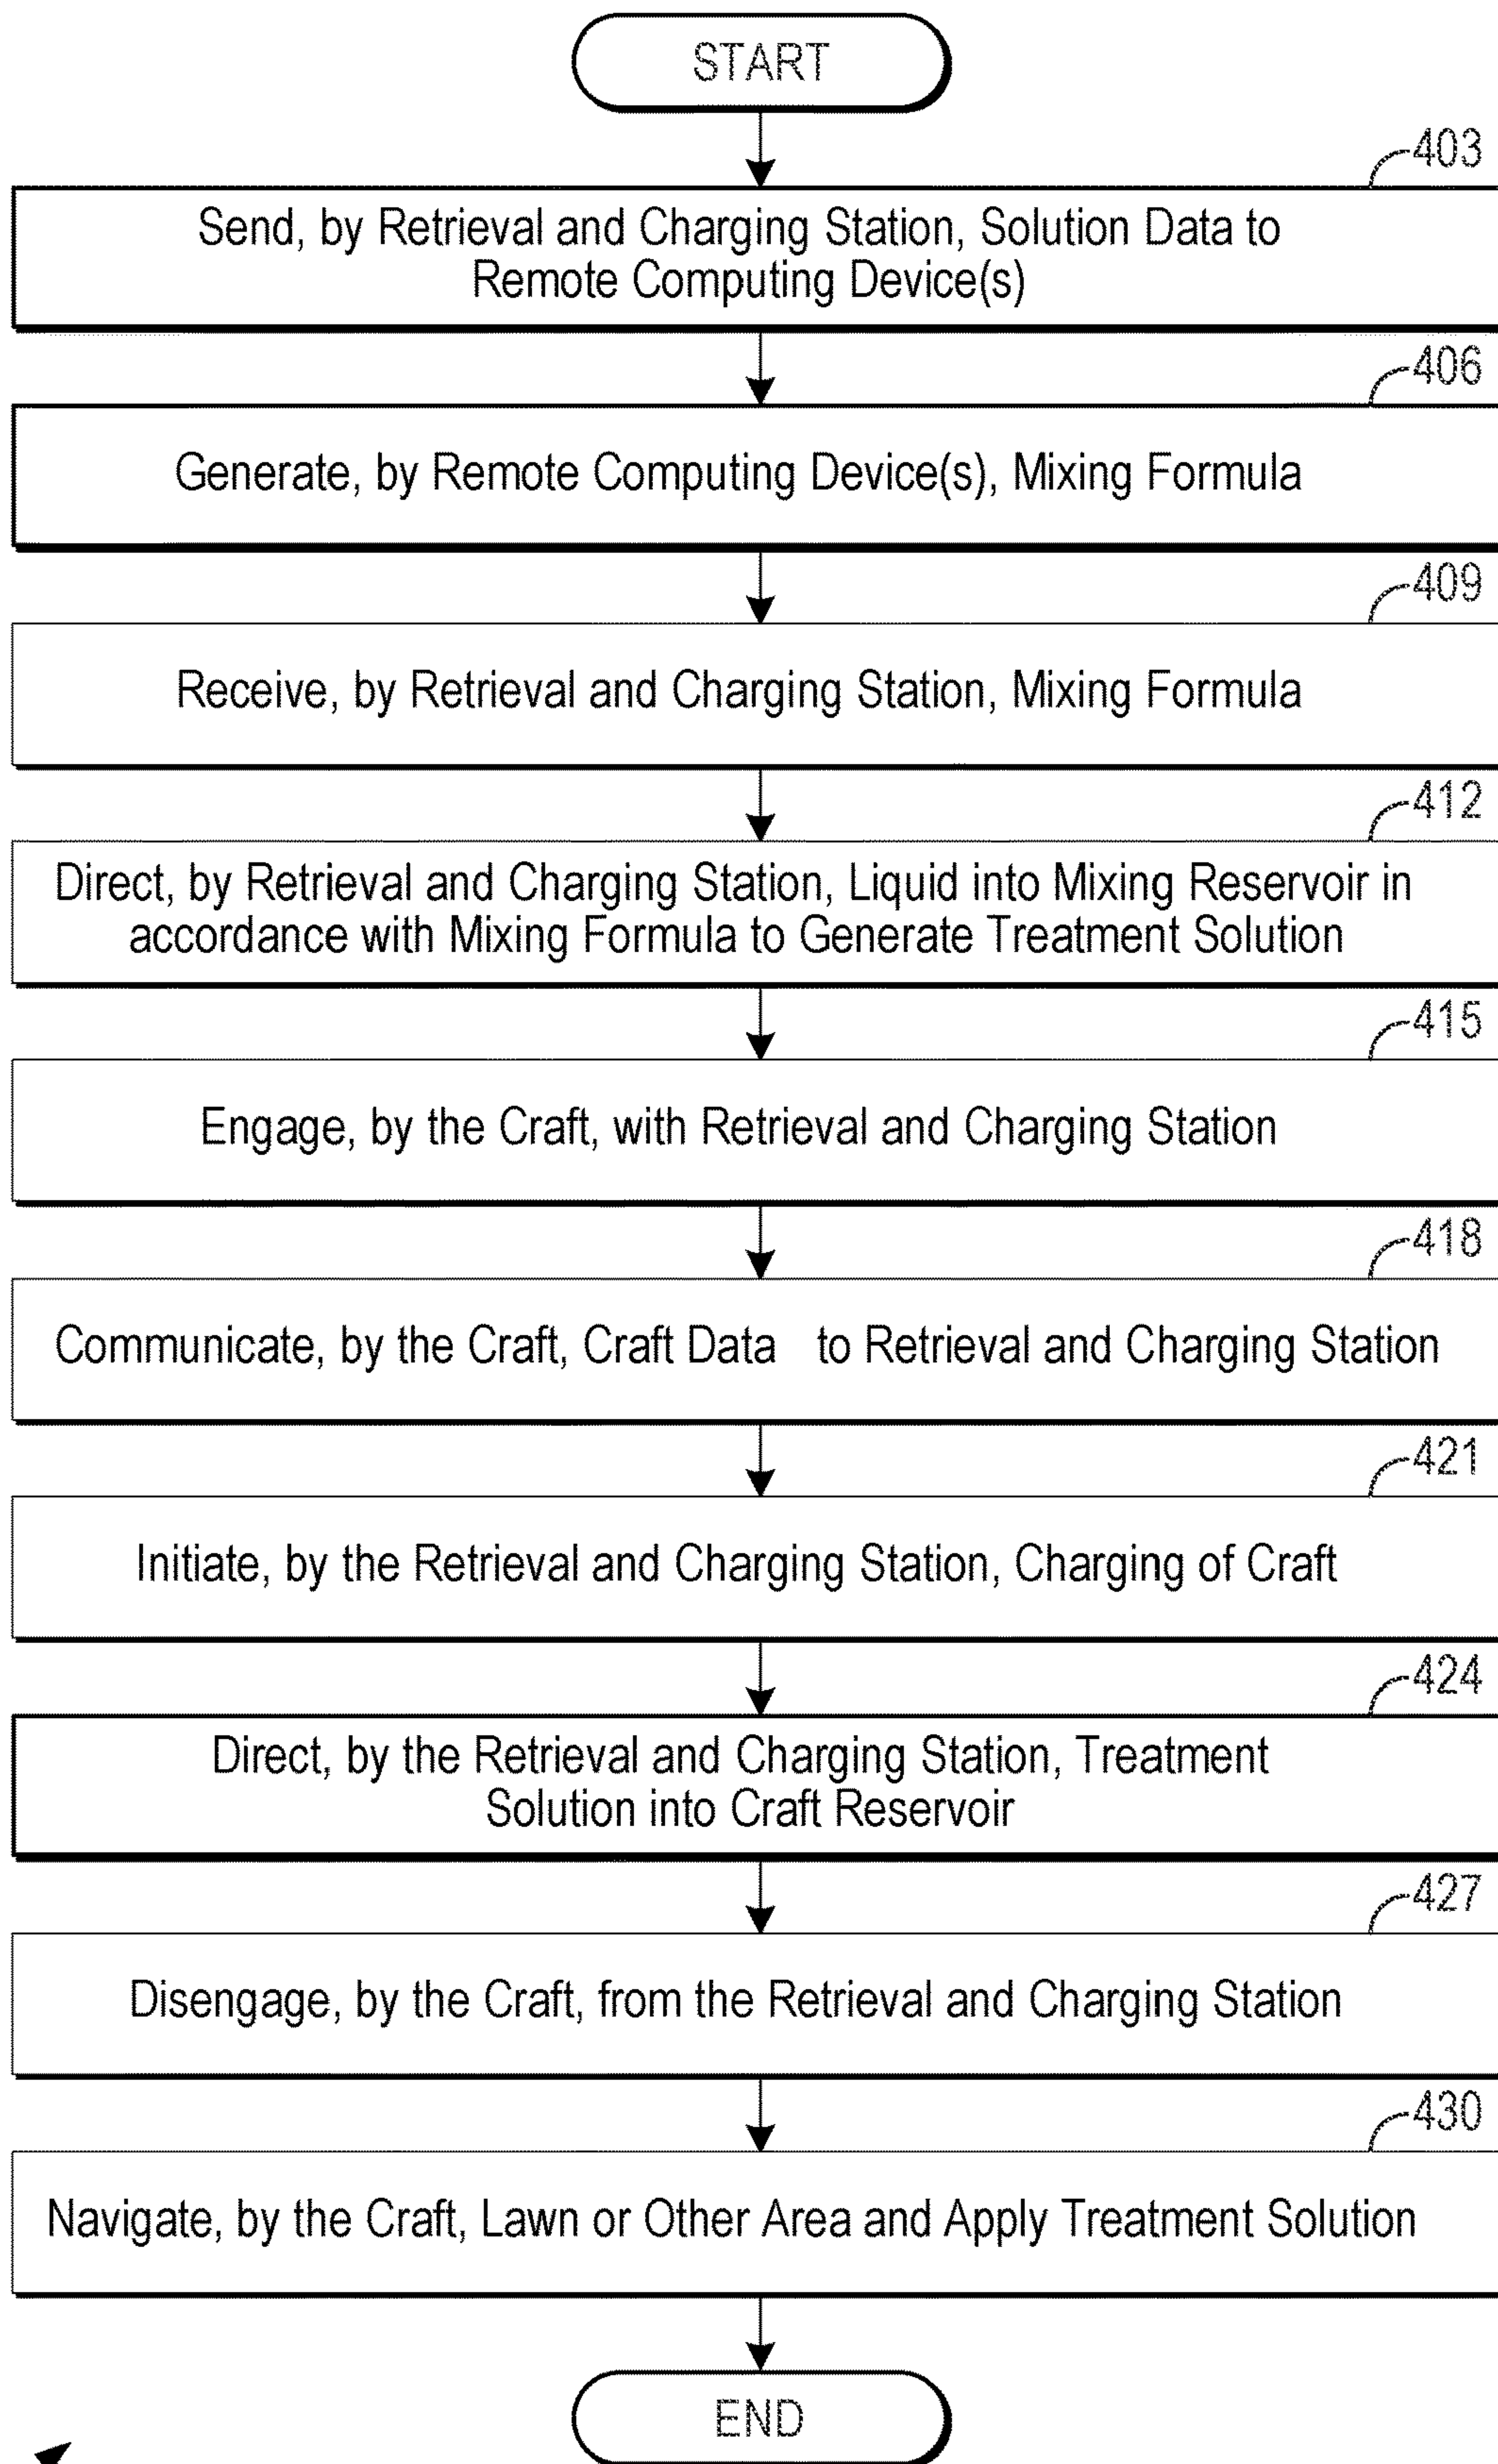 START
403
Send, by Retrieval and Charging Station, Solution Data to
Remote Computing Device(s)
406
Generate, by Remote Computing Device(s), Mixing Formula
409
Receive, by Retrieval and Charging Station, Mixing Formula
412
Direct, by Retrieval and Charging Station, Liquid into Mixing Reservoir in
accordance with Mixing Formula to Generate Treatment Solution
415
Engage, by the Craft, with Retrieval and Charging Station
418
Communicate, by the Craft, Craft Data to Retrieval and Charging Station
421
Initiate, by the Retrieval and Charging Station, Charging of Craft
424
Direct, by the Retrieval and Charging Station, Treatment
Solution into Craft Reservoir
427
Disengage, by the Craft, from the Retrieval and Charging Station
430
Navigate, by the Craft, Lawn or Other Area and Apply Treatment Solution
END